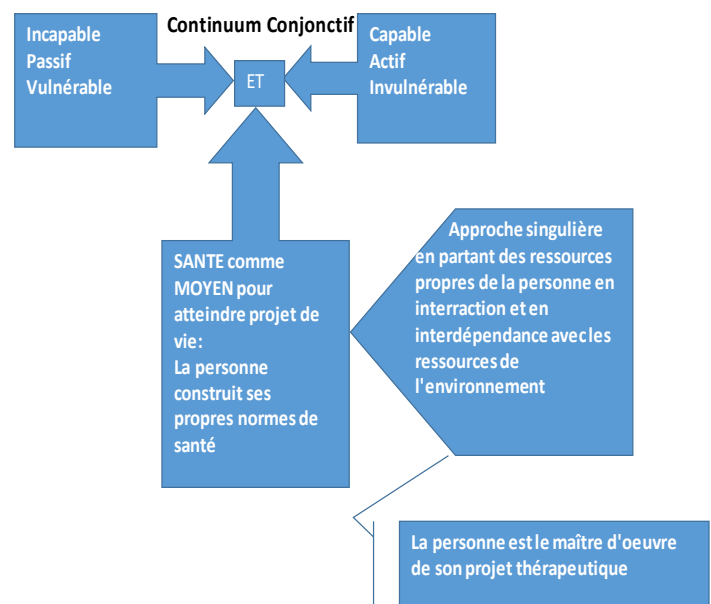 Continuum Conjonctif
Incapable
Passif
Vulnérable
ET
Capable
Actif
Invulnérable
SANTE comme
MOYEN pour
atteindre projet de
vie:
La personne
construit ses
propres normes de
santé
Approche singulière
en partant des ressources
propres de la personne en
interraction et en
interdépendance avec les
ressources de
l'environnement
La personne est le maître d'oeuvre
de son projet thérapeutique